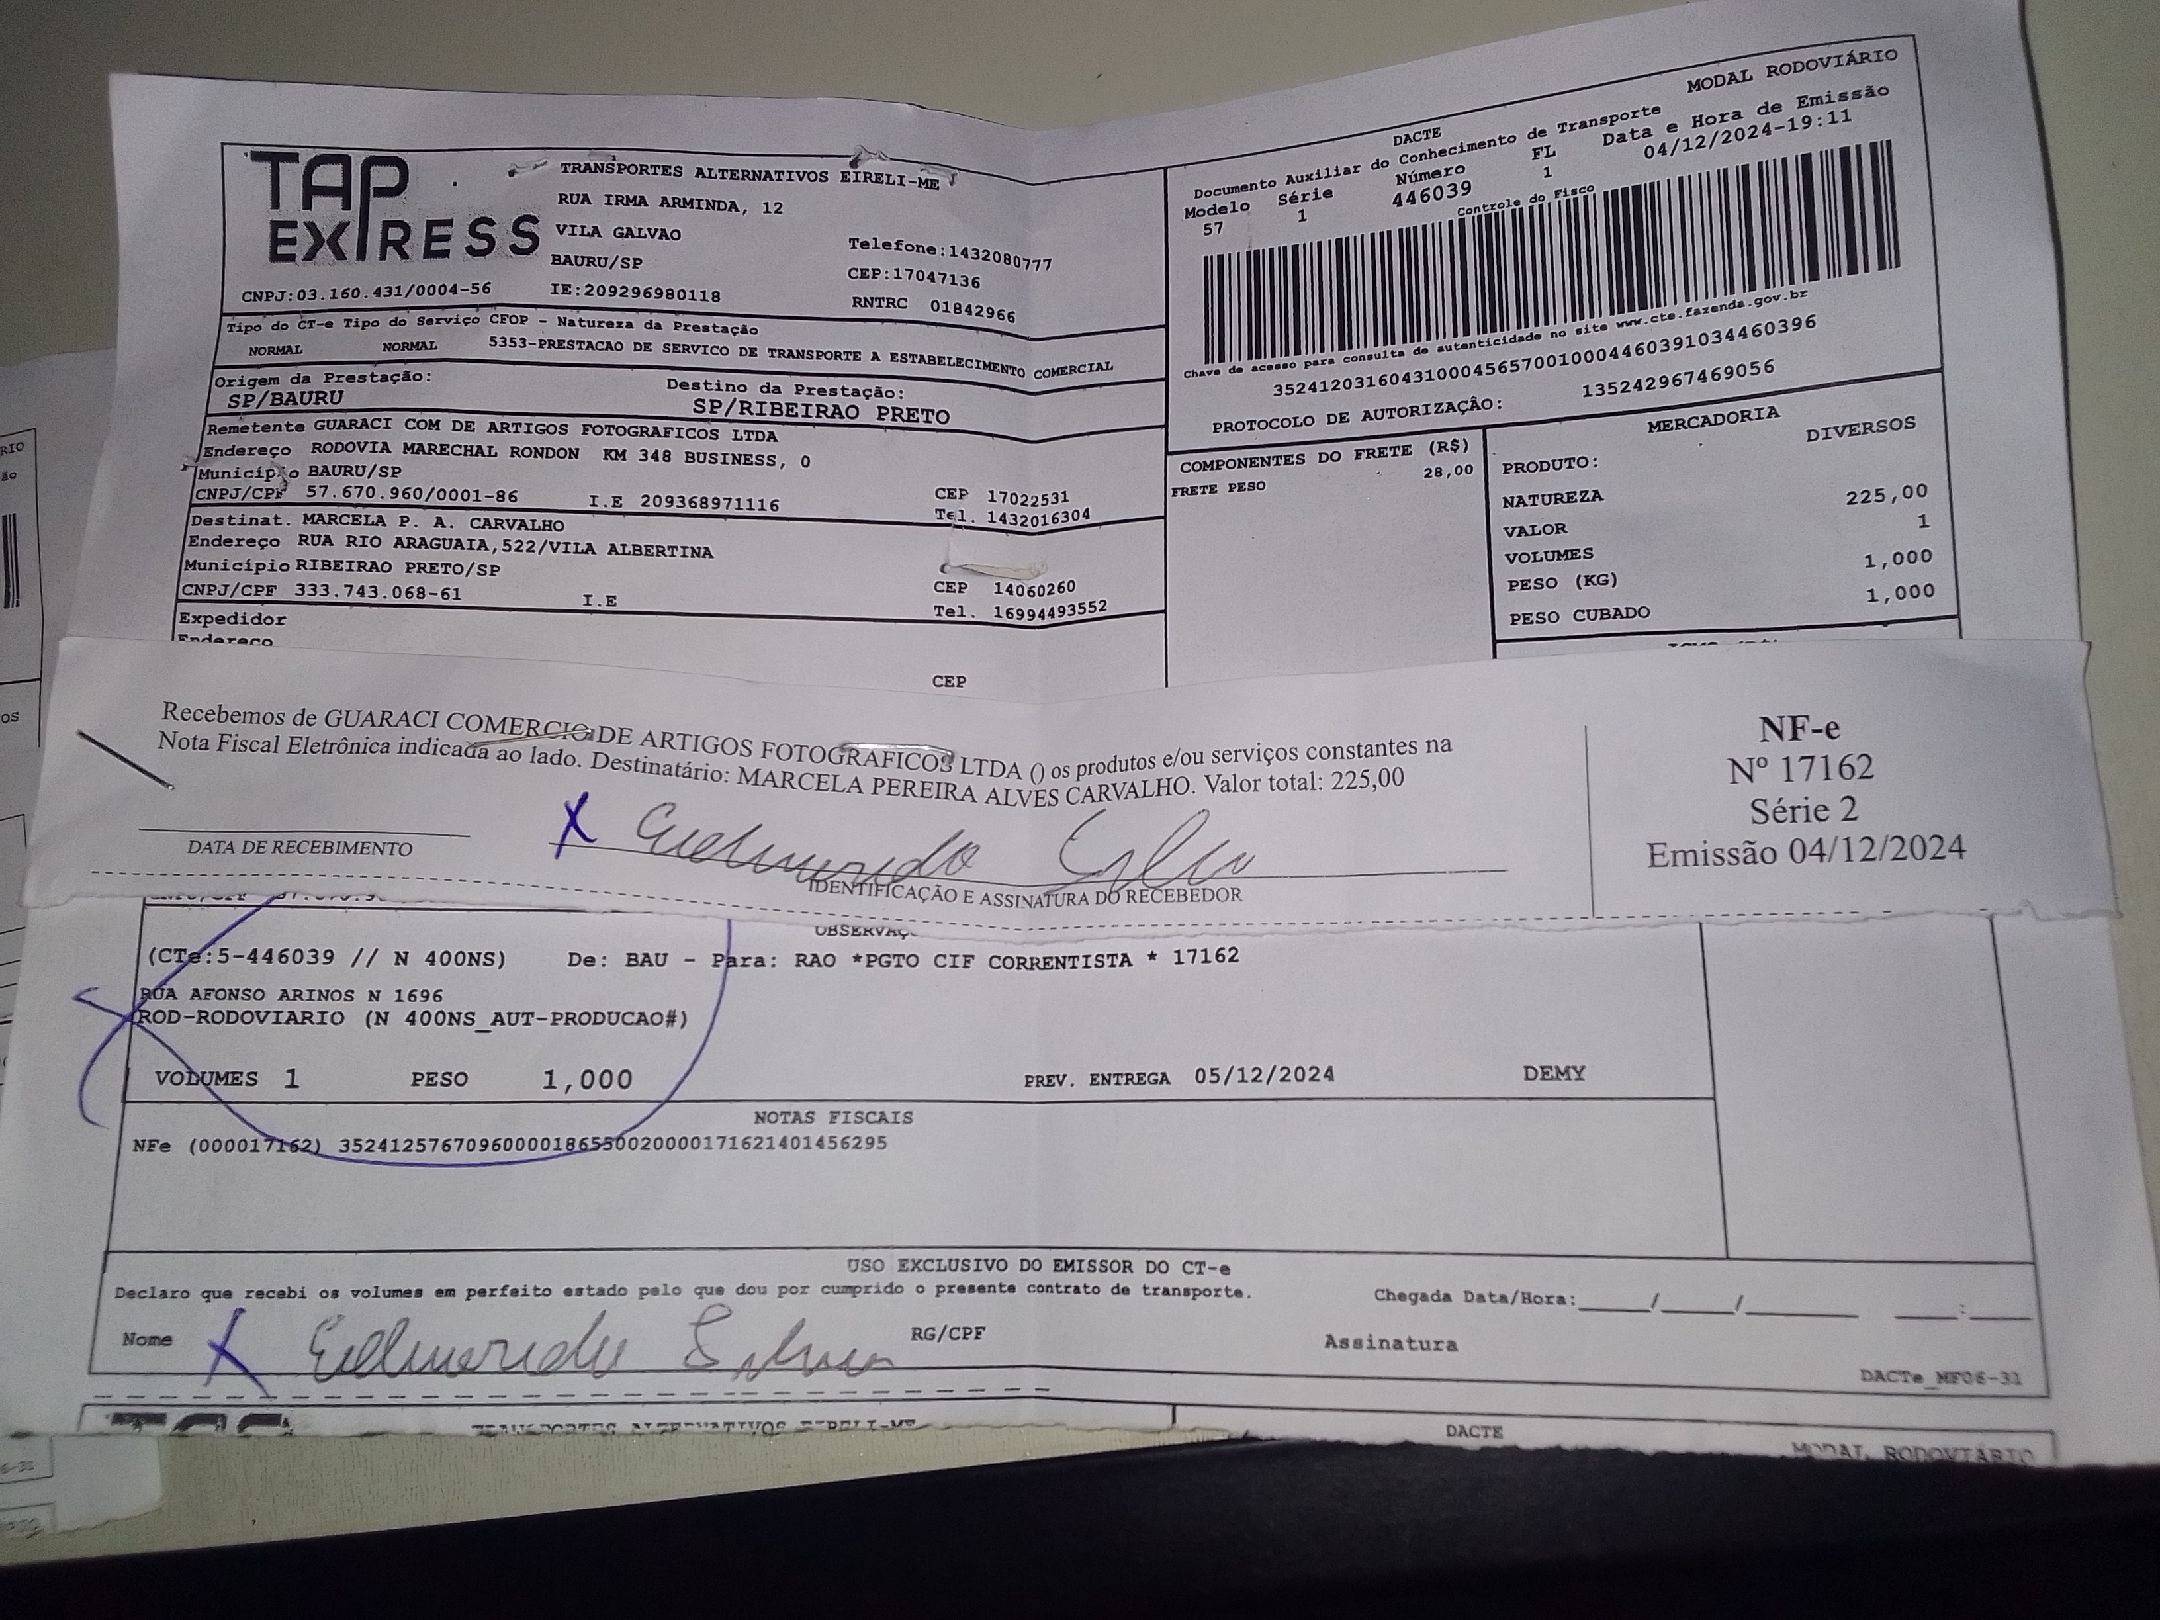 TAP
EXPRESS
TRANSPORTES ALTERNATIVOS EIRELI-ME
RUA IRMA ARMINDA, 12
VILA GALVAO
BAURU/SP
Telefone:1432080777
CEP:17047136
CNPJ:03.160.431/0004-56 IE:209296980118 RNTRC 01842966
DACTE MODAL RODOVIÁRIO
Documento Auxiliar do Conhecimento de Transporte
Modelo Série Número FL Data e Hora de Emissão
57 1 446039 1 04/12/2024-19:11
Controle do Fisco
Chave de acesso para consulta de autenticidade no site www.cte.fazenda.gov.br
35241203160431000456570010004460391034460396
PROTOCOLO DE AUTORIZAÇÂO: 135242967469056
Tipo do CT-e Tipo do Serviço CFOP - Natureza da Prestação
NORMAL NORMAL 5353-PRESTACAO DE SERVICO DE TRANSPORTE A ESTABELECIMENTO COMERCIAL
Origem da Prestação: Destino da Prestação:
SP/BAURU SP/RIBEIRAO PRETO
Remetente GUARACI COM DE ARTIGOS FOTOGRAFICOS LTDA
Endereço RODOVIA MARECHAL RONDON KM 348 BUSINESS, 0
Município BAURU/SP CEP 17022531
CNPJ/CPF 57.670.960/0001-86 I.E 209368971116 Tel. 1432016304
Destinat. MARCELA P. A. CARVALHO
Endereço RUA RIO ARAGUAIA,522/VILA ALBERTINA
Município RIBEIRAO PRETO/SP CEP 14060260
CNPJ/CPF 333.743.068-61 I.E Tel. 16994493552
Expedidor
Endereço
CEP
COMPONENTES DO FRETE (R$)
FRETE PESO 28,00
MERCADORIA
PRODUTO: DIVERSOS
NATUREZA
VALOR 225,00
VOLUMES 1
PESO (KG) 1,000
PESO CUBADO 1,000
Recebemos de GUARACI COMERCIO DE ARTIGOS FOTOGRAFICOS LTDA () os produtos e/ou serviços constantes na
Nota Fiscal Eletrônica indicada ao lado. Destinatário: MARCELA PEREIRA ALVES CARVALHO. Valor total: 225,00
X
DATA DE RECEBIMENTO
IDENTIFICAÇÃO E ASSINATURA DO RECEBEDOR
NF-e
Nº 17162
Série 2
Emissão 04/12/2024
(CTe:5-446039 // N 400NS) De: BAU - Para: RAO *PGTO CIF CORRENTISTA * 17162
RUA AFONSO ARINOS N 1696
ROD-RODOVIARIO (N 400NS_AUT-PRODUCAO#)
VOLUMES 1 PESO 1,000 PREV. ENTREGA 05/12/2024 DEMY
NOTAS FISCAIS
NFe (000017162) 35241257670960000186550020000171621401456295
USO EXCLUSIVO DO EMISSOR DO CT-e
Declaro que recebi os volumes em perfeito estado pelo que dou por cumprido o presente contrato de transporte.
Chegada Data/Hora:
Nome X RG/CPF Assinatura
DACTe_MF06-31
TRANSPORTES ALTERNATIVOS EIRELI-ME
DACTE
MODAL RODOVIARIO